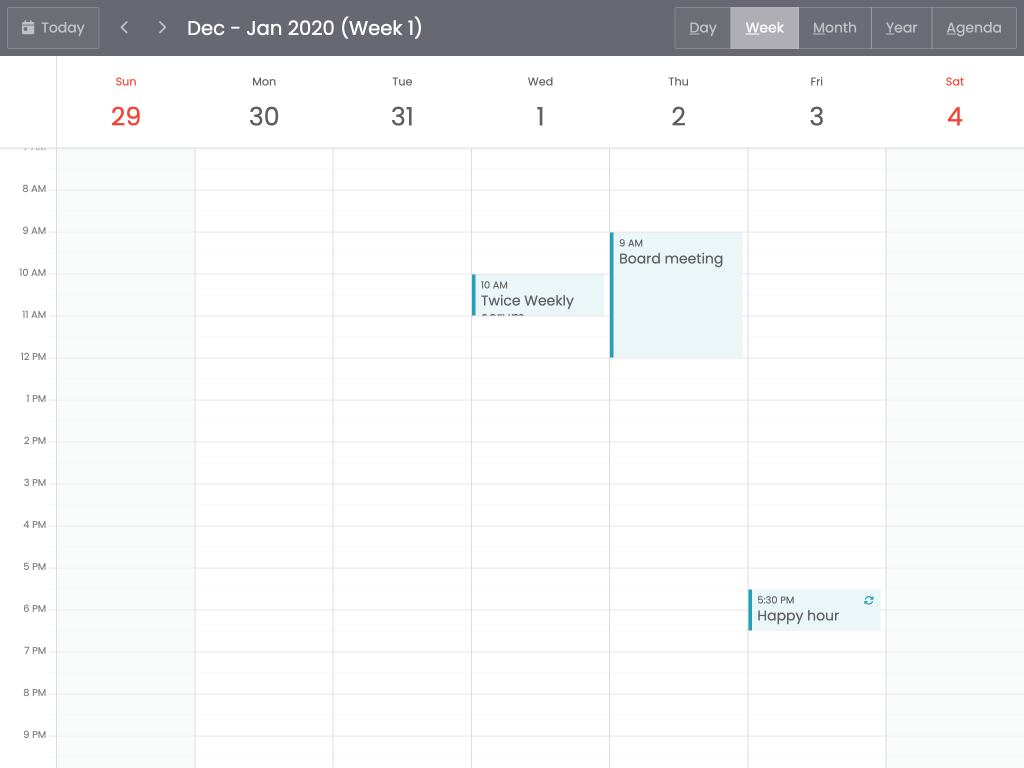 Today
Dec - Jan 2020 (Week 1)
Day Week Month Year Agenda
Sun Mon Tue Wed Thu Fri Sat
29 30 31 1 2 3 4
8 AM
9 AM
9 AM
Board meeting
10 AM
10 AM
Twice Weekly
11 AM
12 PM
1 PM
2 PM
3 PM
4 PM
5 PM
5:30 PM
Happy hour
6 PM
7 PM
8 PM
9 PM